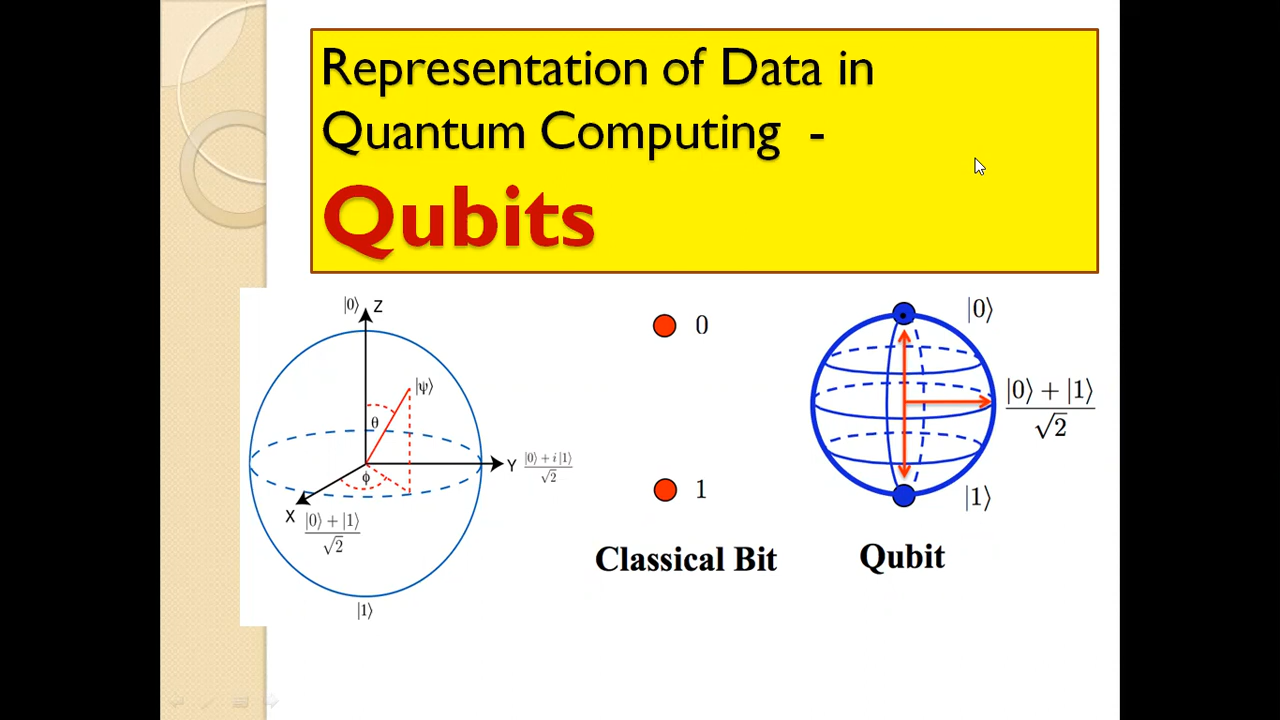 Representation of Data in
Quantum Computing -
Qubits
|0⟩ Z
|ψ⟩
θ
ϕ
Y |0⟩ + i |1⟩
√2
X |0⟩ + |1⟩
√2
|1⟩
0
1
Classical Bit
|0⟩
|0⟩ + |1⟩
√2
|1⟩
Qubit